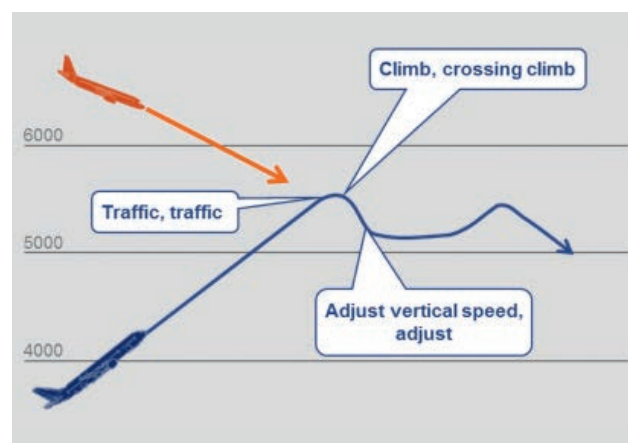 Climb, crossing climb
6000
Traffic, traffic
5000
Adjust vertical speed,
adjust
4000